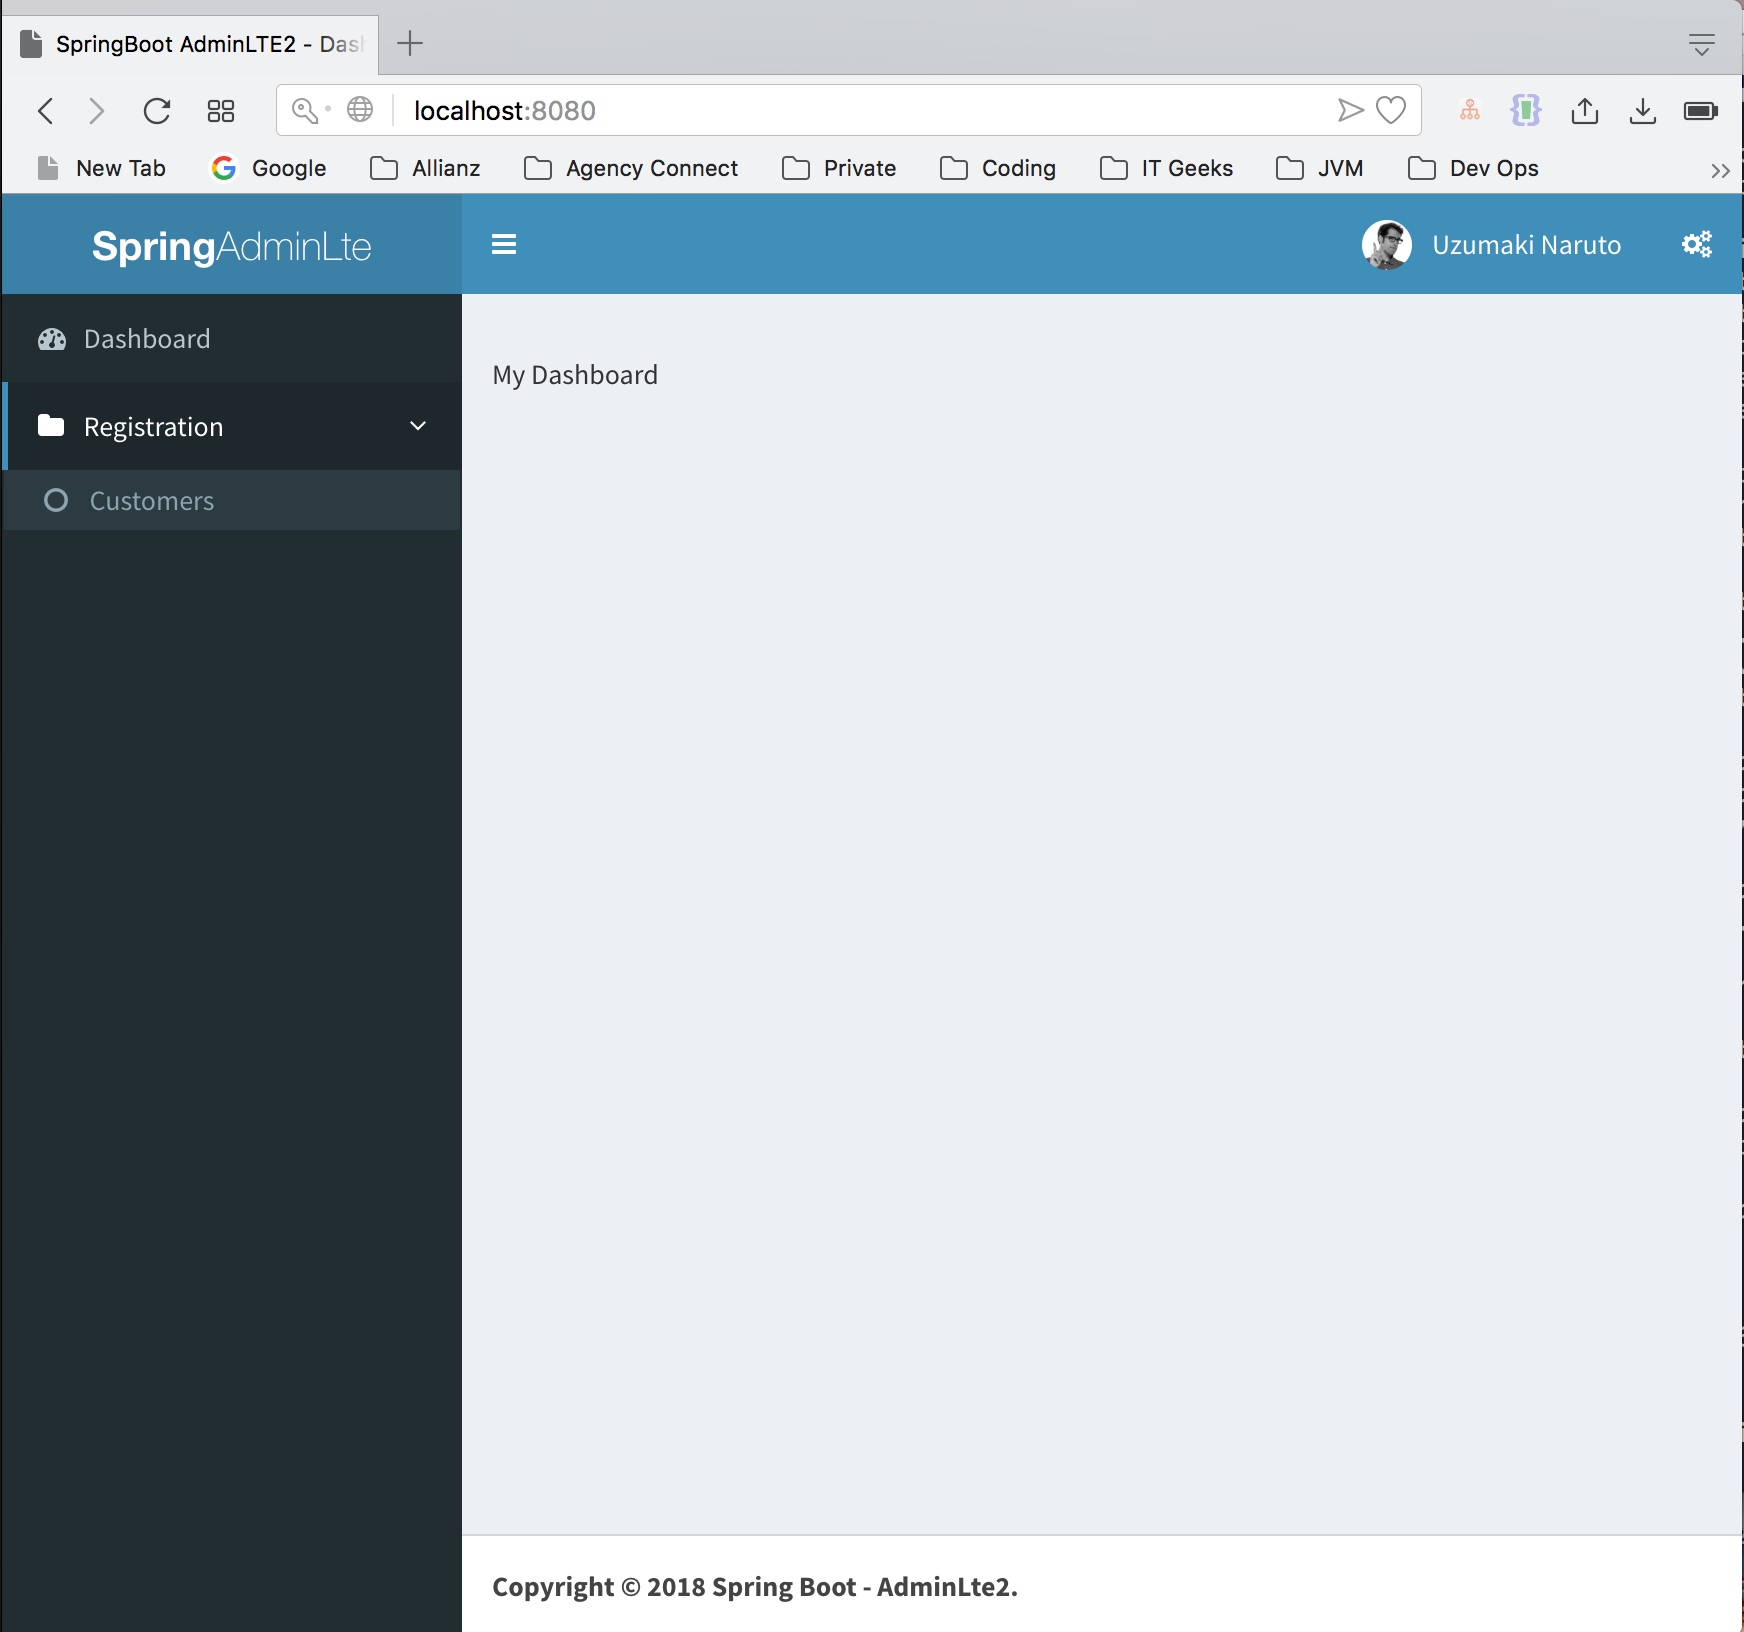 SpringBoot AdminLTE2 - Das
localhost:8080
New Tab Google Allianz Agency Connect Private Coding IT Geeks JVM Dev Ops
SpringAdminLte Uzumaki Naruto
Dashboard
My Dashboard
Registration
Customers
Copyright © 2018 Spring Boot - AdminLte2.